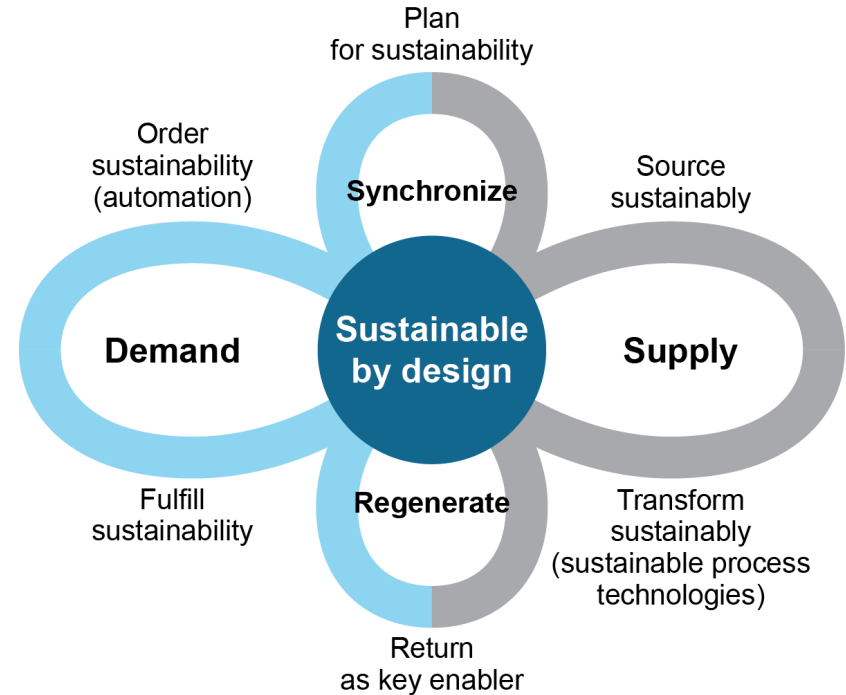 Plan
for sustainability
Order
sustainability
(automation)
Source
sustainably
Synchronize
Demand
Sustainable
by design
Supply
Fulfill
sustainability
Regenerate
Transform
sustainably
(sustainable process
technologies)
Return
as key enabler